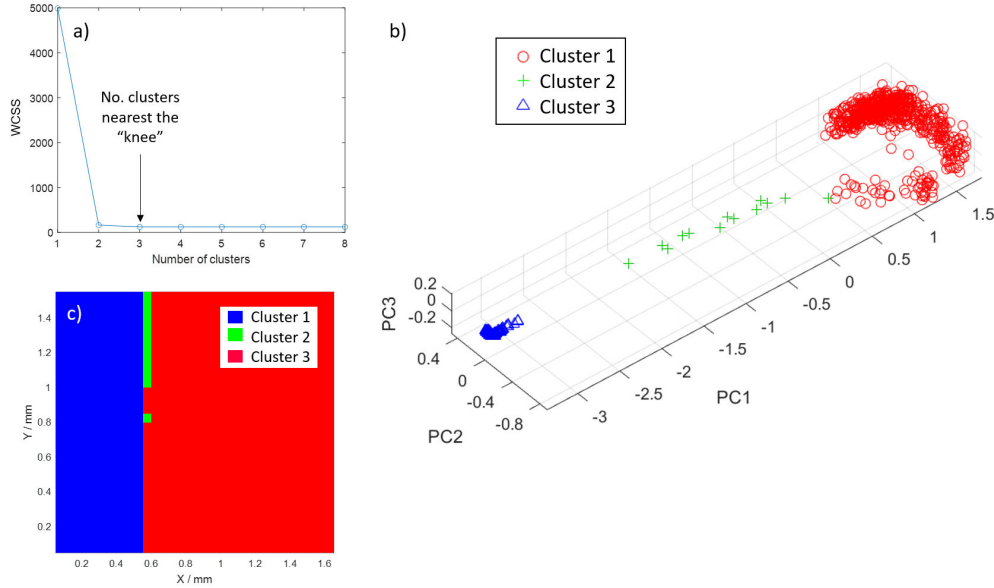 a)
5000
4000
3000
2000
1000
0
WCSS
No. clusters
nearest the
“knee”
1 2 3 4 5 6 7 8
Number of clusters
b)
Cluster 1
Cluster 2
Cluster 3
0.2
0
-0.2
PC3
0.4
0
-0.4
-0.8
PC2
-3
-2.5
-2
-1.5
-1
-0.5
0
0.5
1
1.5
PC1
c)
Cluster 1
Cluster 2
Cluster 3
1.4
1.2
1
0.8
0.6
0.4
0.2
Y / mm
0.2 0.4 0.6 0.8 1 1.2 1.4 1.6
X / mm